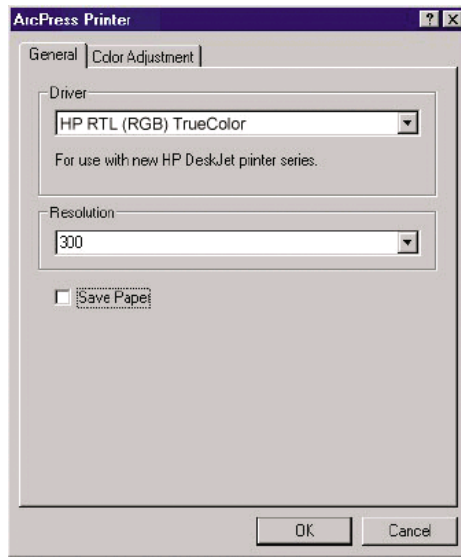 ArcPress Printer
General Color Adjustment
Driver
HP RTL (RGB) TrueColor
For use with new HP DeskJet printer series.
Resolution
300
Save Paper
OK Cancel